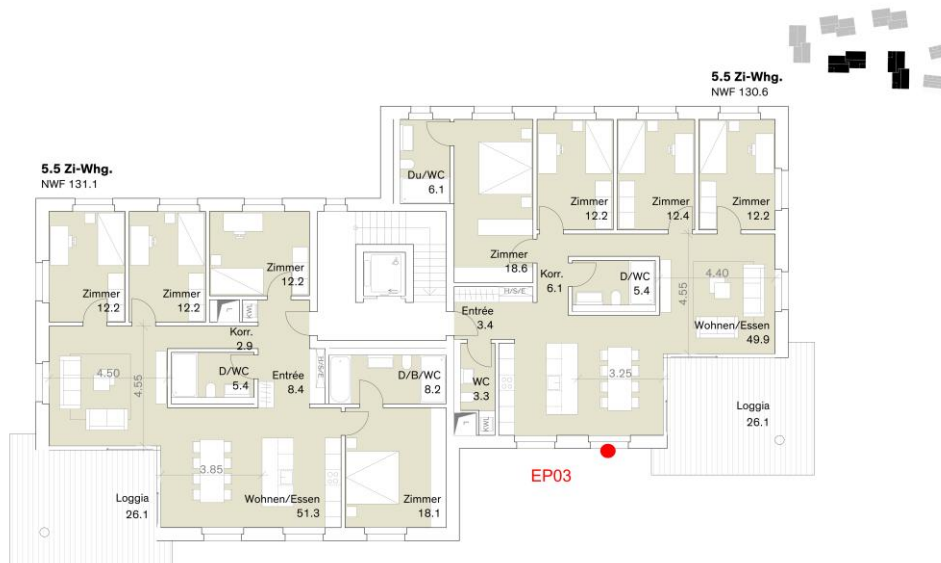 5.5 Zi-Whg.
NWF 130.6
5.5 Zi-Whg.
NWF 131.1
Du/WC
6.1
Zimmer
18.6
Zimmer
12.2
Zimmer
12.4
Zimmer
12.2
Zimmer
12.2
Zimmer
12.2
Zimmer
12.2
Korr.
6.1
D/WC
5.4
4.40
4.55
Wohnen/Essen
49.9
H/S/E
Entrée
3.4
KWL
Korr.
2.9
4.50
4.55
D/WC
5.4
Entrée
8.4
H/S/E
D/B/WC
8.2
WC
3.3
KWL
3.25
Loggia
26.1
EP03
3.85
Wohnen/Essen
51.3
Zimmer
18.1
Loggia
26.1